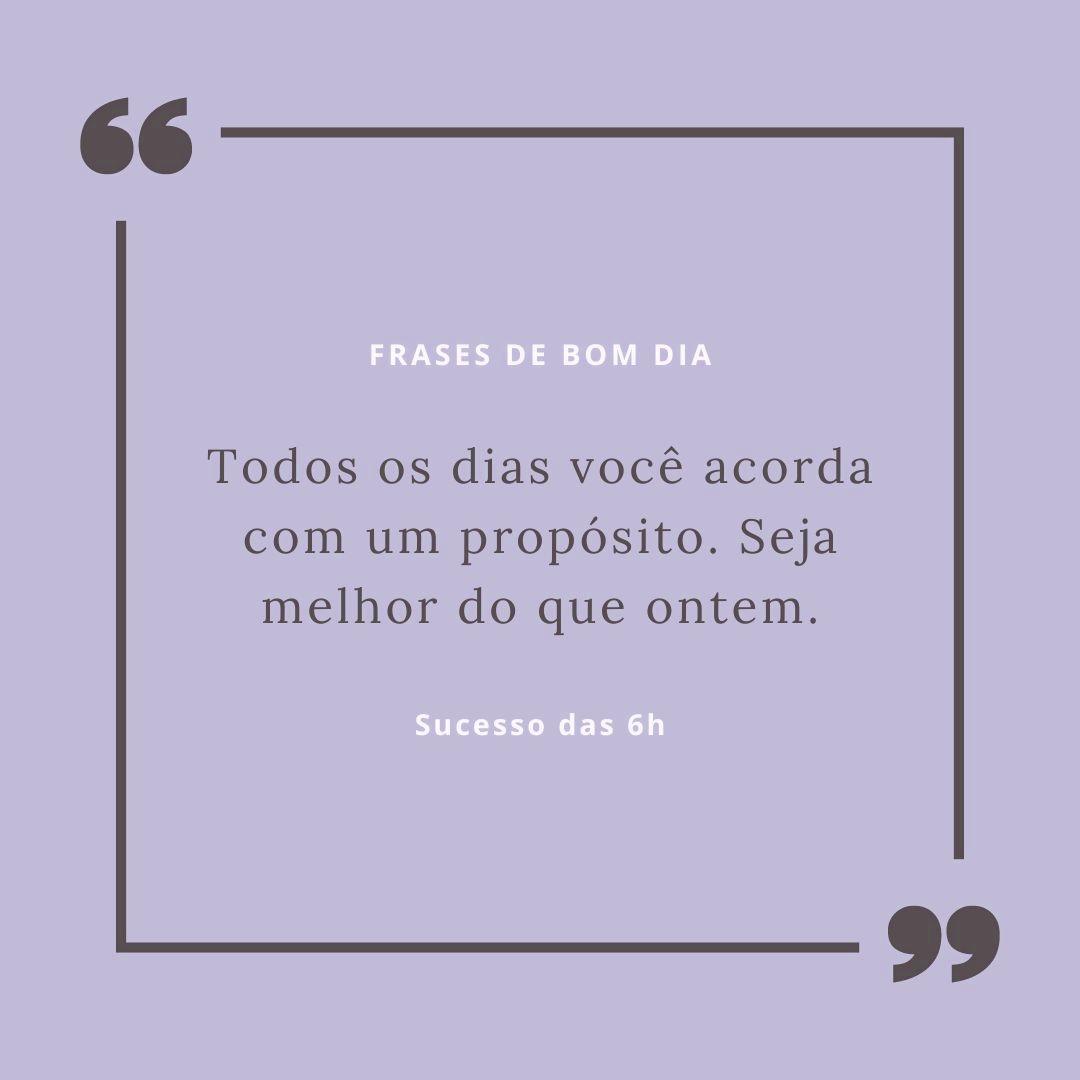 FRASES DE BOM DIA
Todos os dias você acorda
com um propósito. Seja
melhor do que ontem.
Sucesso das 6h